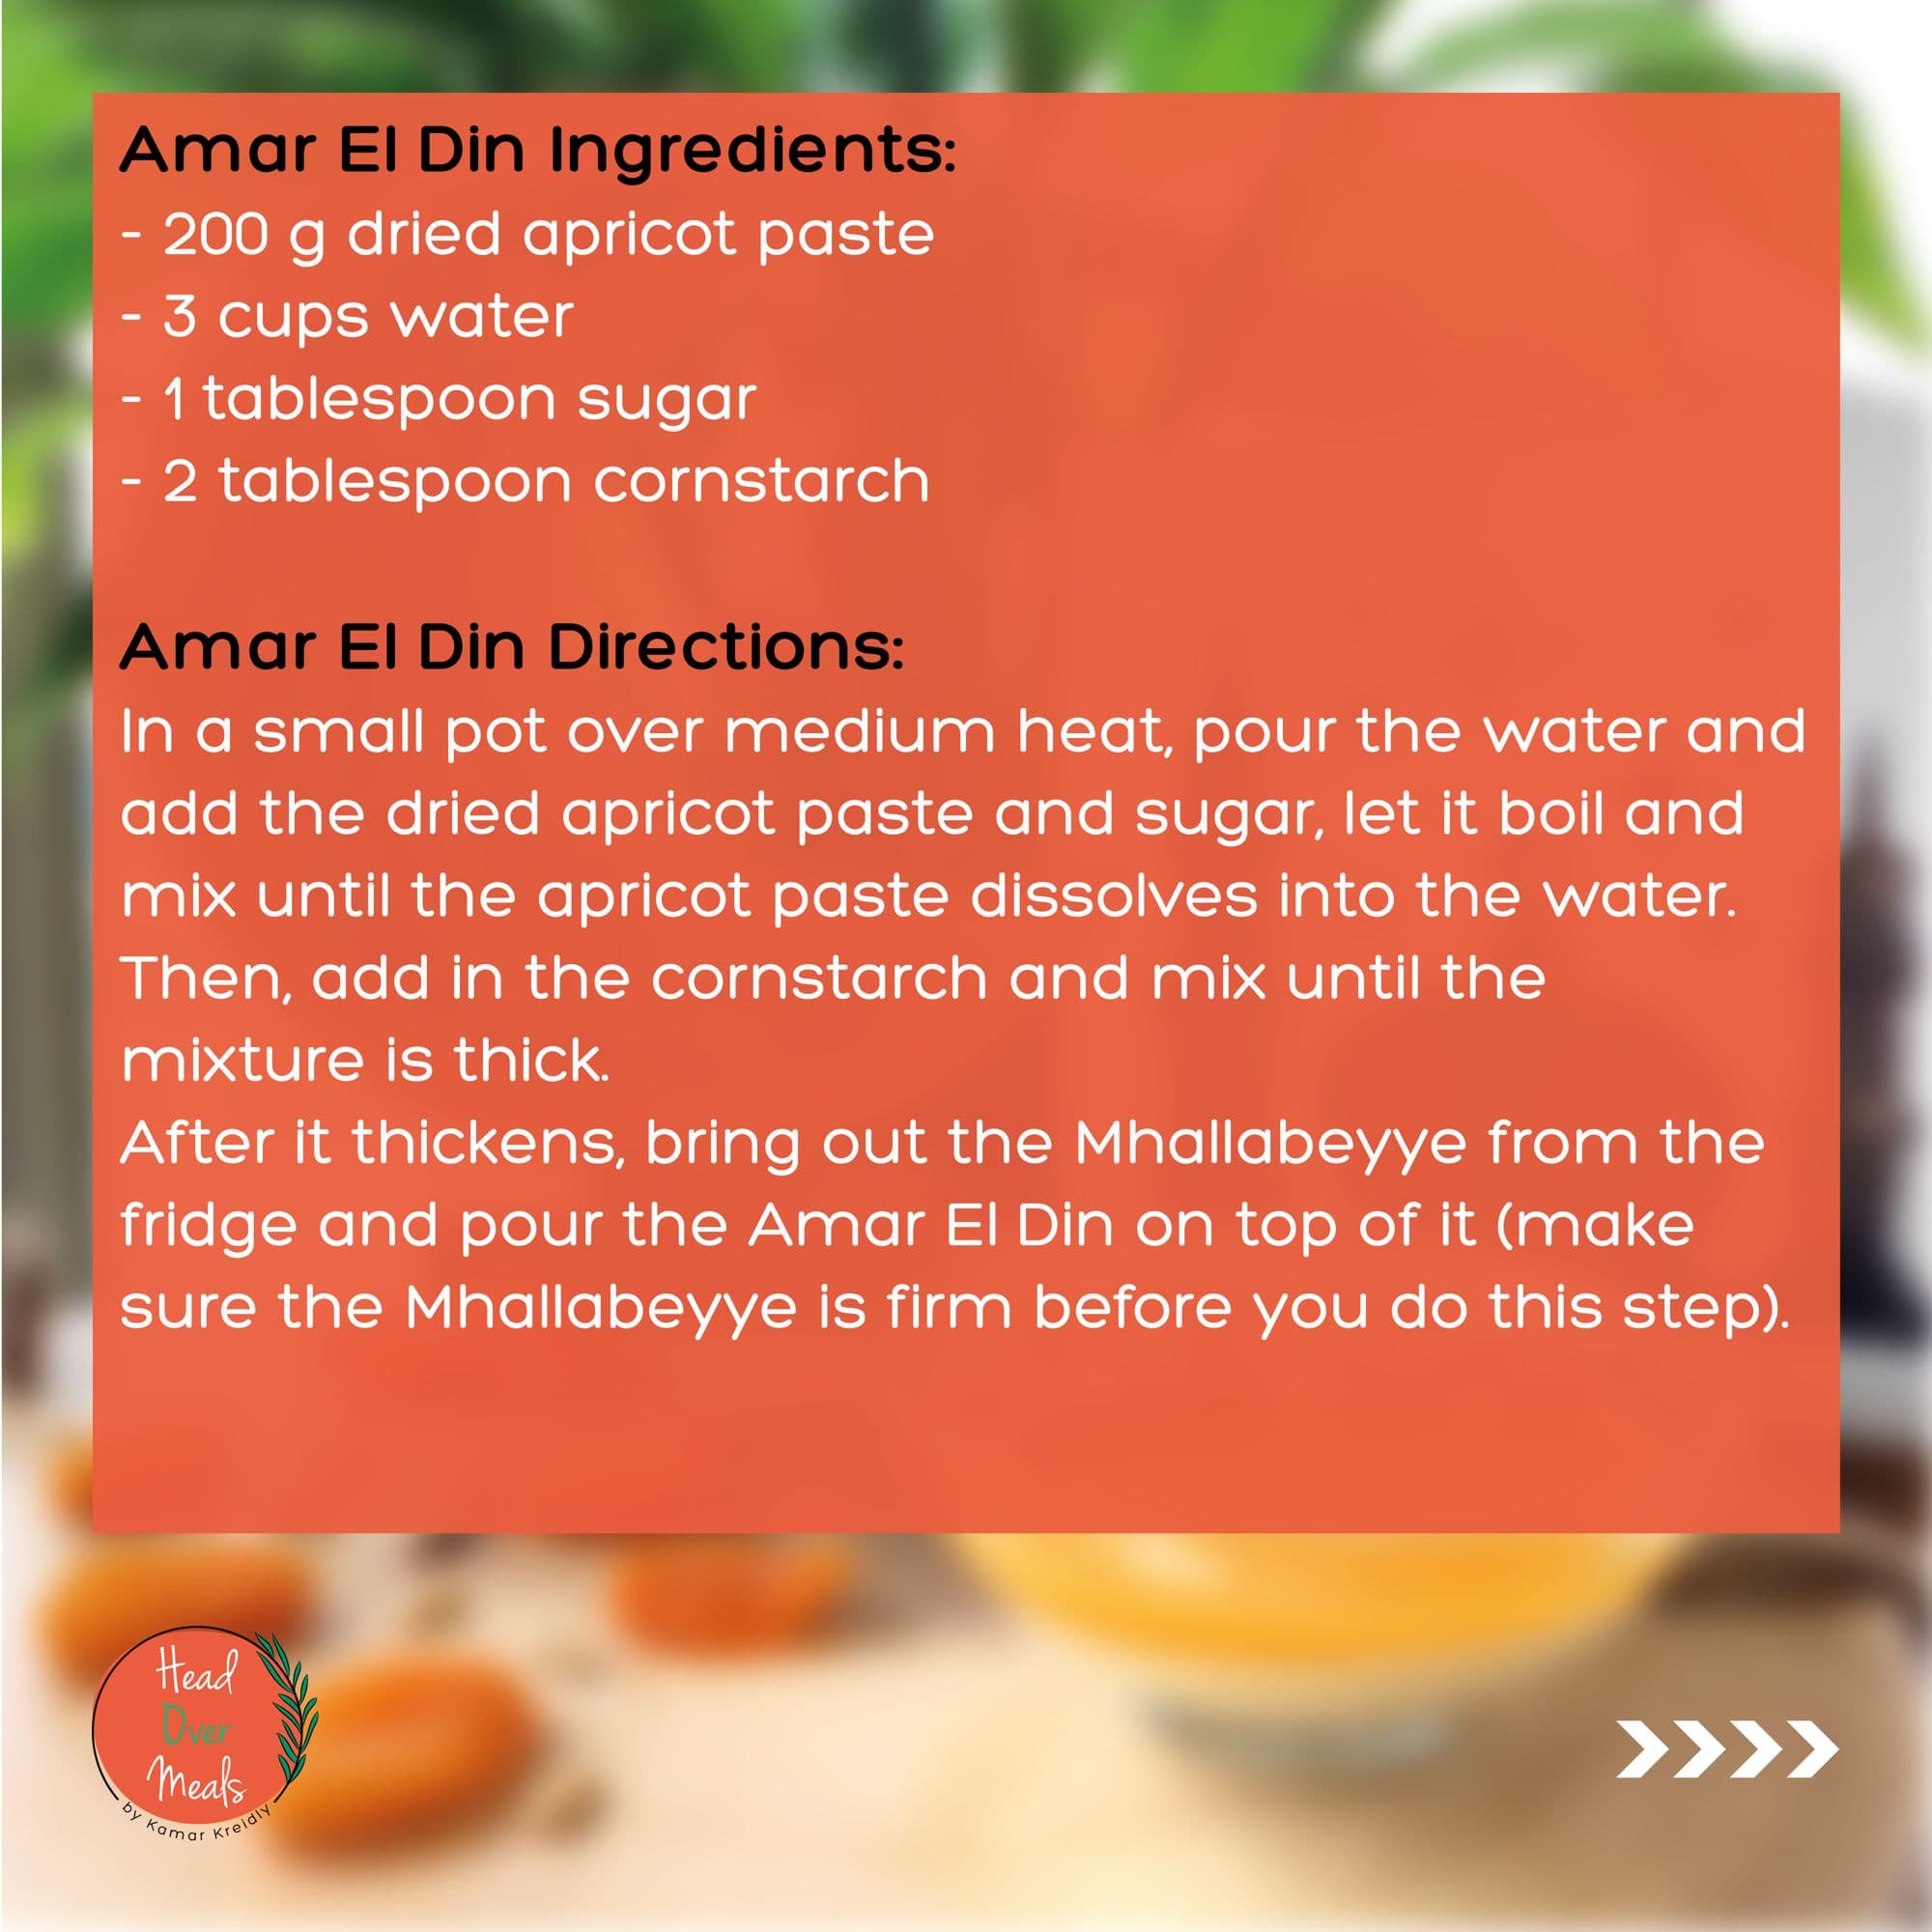 Amar El Din Ingredients:
- 200 g dried apricot paste
- 3 cups water
- 1 tablespoon sugar
- 2 tablespoon cornstarch
Amar El Din Directions:
In a small pot over medium heat, pour the water and
add the dried apricot paste and sugar, let it boil and
mix until the apricot paste dissolves into the water.
Then, add in the cornstarch and mix until the
mixture is thick.
After it thickens, bring out the Mhallabeyye from the
fridge and pour the Amar El Din on top of it (make
sure the Mhallabeyye is firm before you do this step).
Head
Over
Meals
by Kamar Kreidly